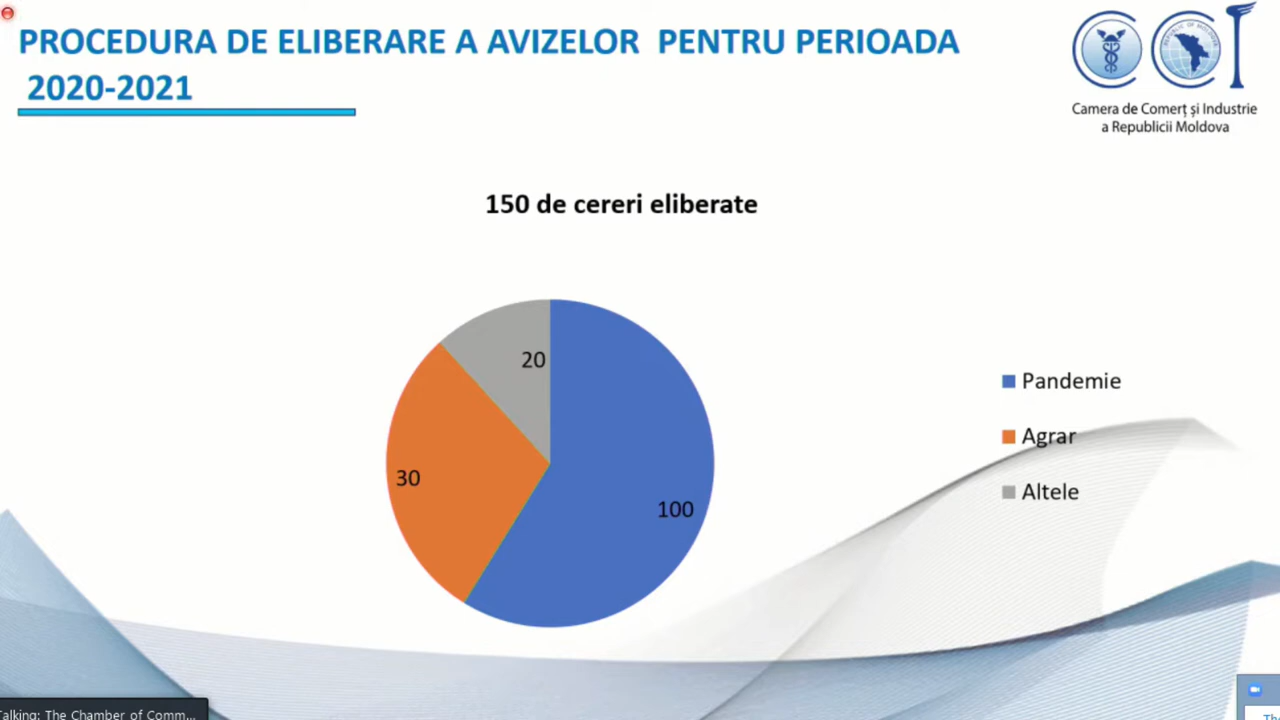 PROCEDURA DE ELIBERARE A AVIZELOR PENTRU PERIOADA
2020-2021
Camera de Comerț și Industrie
a Republicii Moldova
150 de cereri eliberate
20
30
100
Pandemie
Agrar
Altele
Talking: The Chamber of Comm...